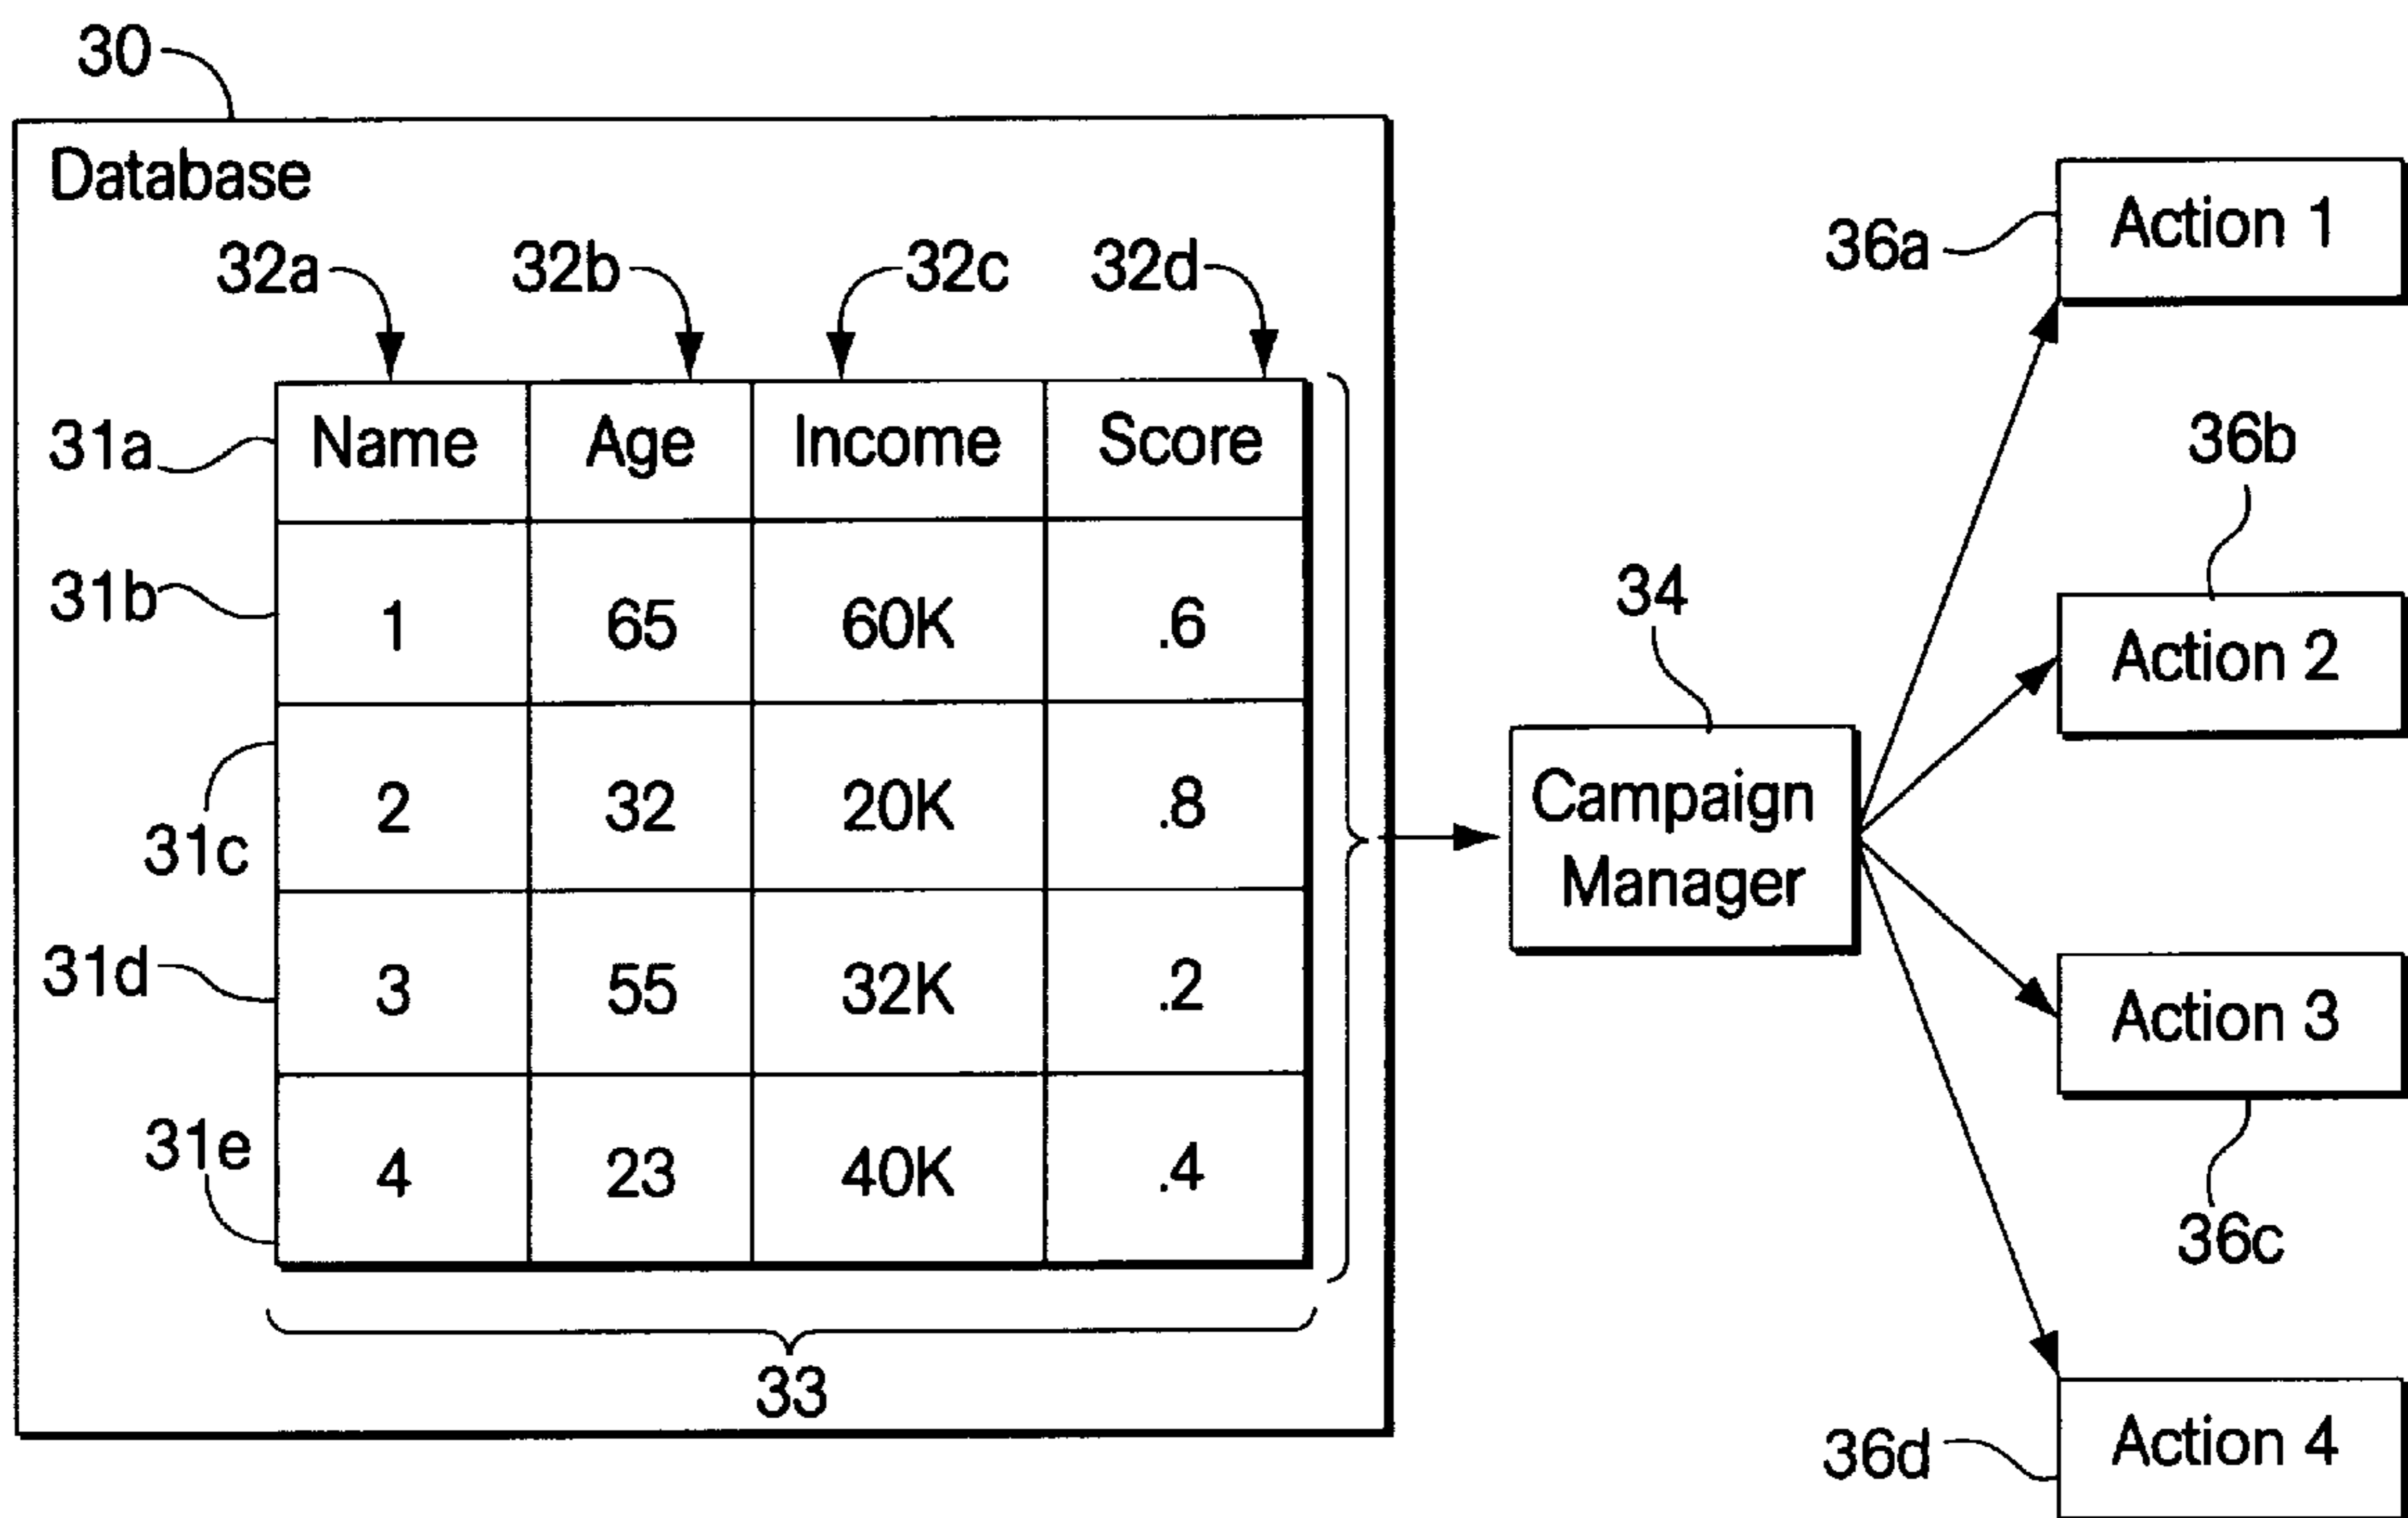 30
Database
32a 32b 32c 32d
31a Name Age Income Score
31b 1 65 60K .6
31c 2 32 20K .8
31d 3 55 32K .2
31e 4 23 40K .4
33
34
Campaign
Manager
36a Action 1
36b
Action 2
Action 3
36c
36d Action 4